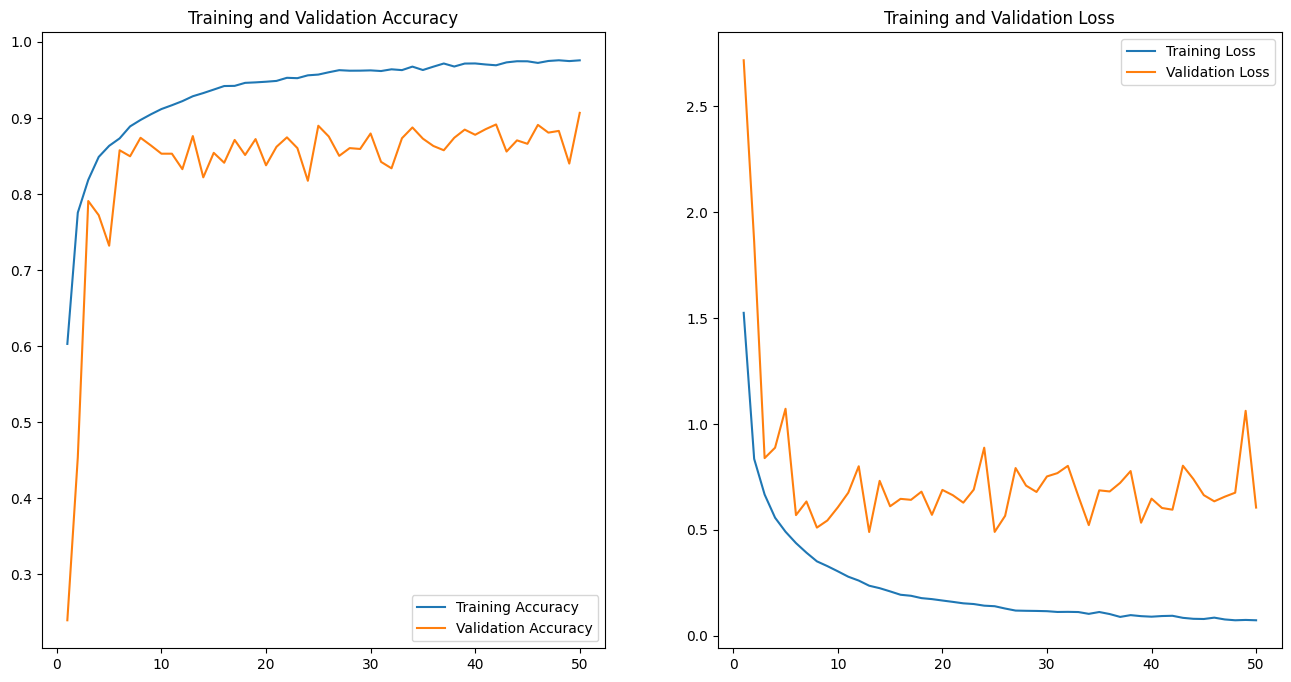 Training and Validation Accuracy
1.0
0.9
0.8
0.7
0.6
0.5
0.4
0.3
0 10 20 30 40 50
Training Accuracy
Validation Accuracy
Training and Validation Loss
2.5
2.0
1.5
1.0
0.5
0.0
0 10 20 30 40 50
Training Loss
Validation Loss